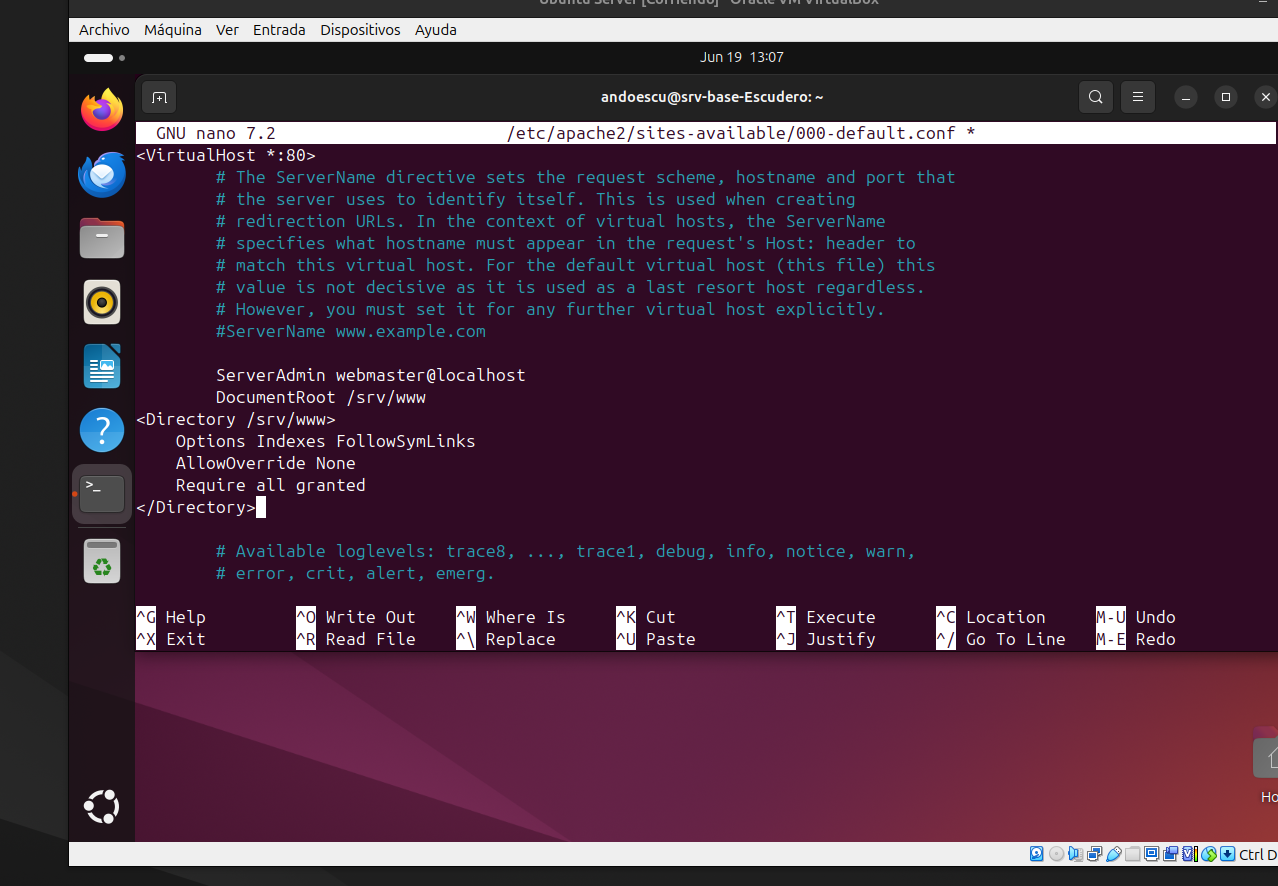 Ubuntu Server [Corriendo] - Oracle VM VirtualBox
Archivo Máquina Ver Entrada Dispositivos Ayuda
Jun 19 13:07
andoescu@srv-base-Escudero: ~
GNU nano 7.2 /etc/apache2/sites-available/000-default.conf *
<VirtualHost *:80>
# The ServerName directive sets the request scheme, hostname and port that
# the server uses to identify itself. This is used when creating
# redirection URLs. In the context of virtual hosts, the ServerName
# specifies what hostname must appear in the request's Host: header to
# match this virtual host. For the default virtual host (this file) this
# value is not decisive as it is used as a last resort host regardless.
# However, you must set it for any further virtual host explicitly.
#ServerName www.example.com
ServerAdmin webmaster@localhost
DocumentRoot /srv/www
<Directory /srv/www>
Options Indexes FollowSymLinks
AllowOverride None
Require all granted
</Directory>
# Available loglevels: trace8, ..., trace1, debug, info, notice, warn,
# error, crit, alert, emerg.
^G Help ^O Write Out ^W Where Is ^K Cut ^T Execute ^C Location M-U Undo
^X Exit ^R Read File ^\ Replace ^U Paste ^J Justify ^/ Go To Line M-E Redo
Ho
Ctrl D